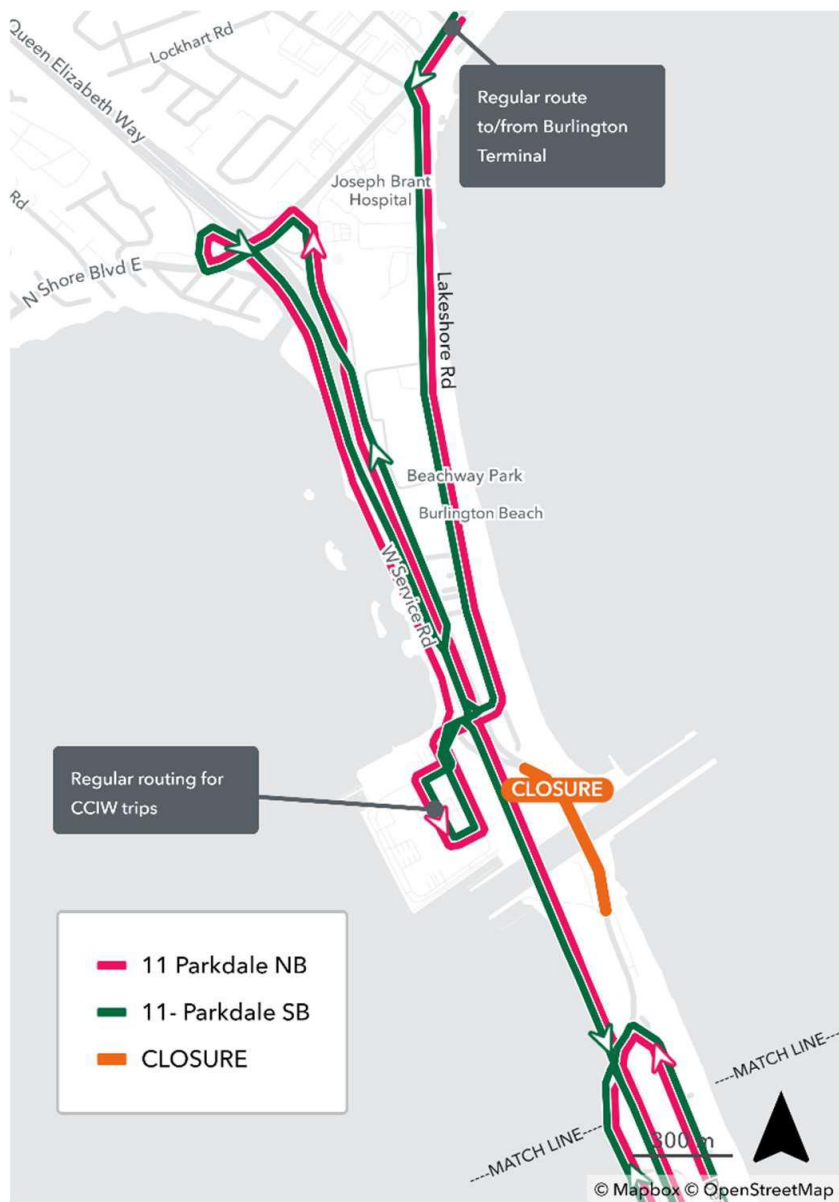 Queen Elizabeth Way
Lockhart Rd
Regular route
to/from Burlington
Terminal
Joseph Brant
Hospital
Rd
N Shore Blvd E
Lakeshore Rd
Beachway Park
Burlington Beach
W Service Rd
Regular routing for
CCIW trips
CLOSURE
11 Parkdale NB
11- Parkdale SB
CLOSURE
----MATCH LINE----
----MATCH LINE----
300 m
© Mapbox © OpenStreetMap